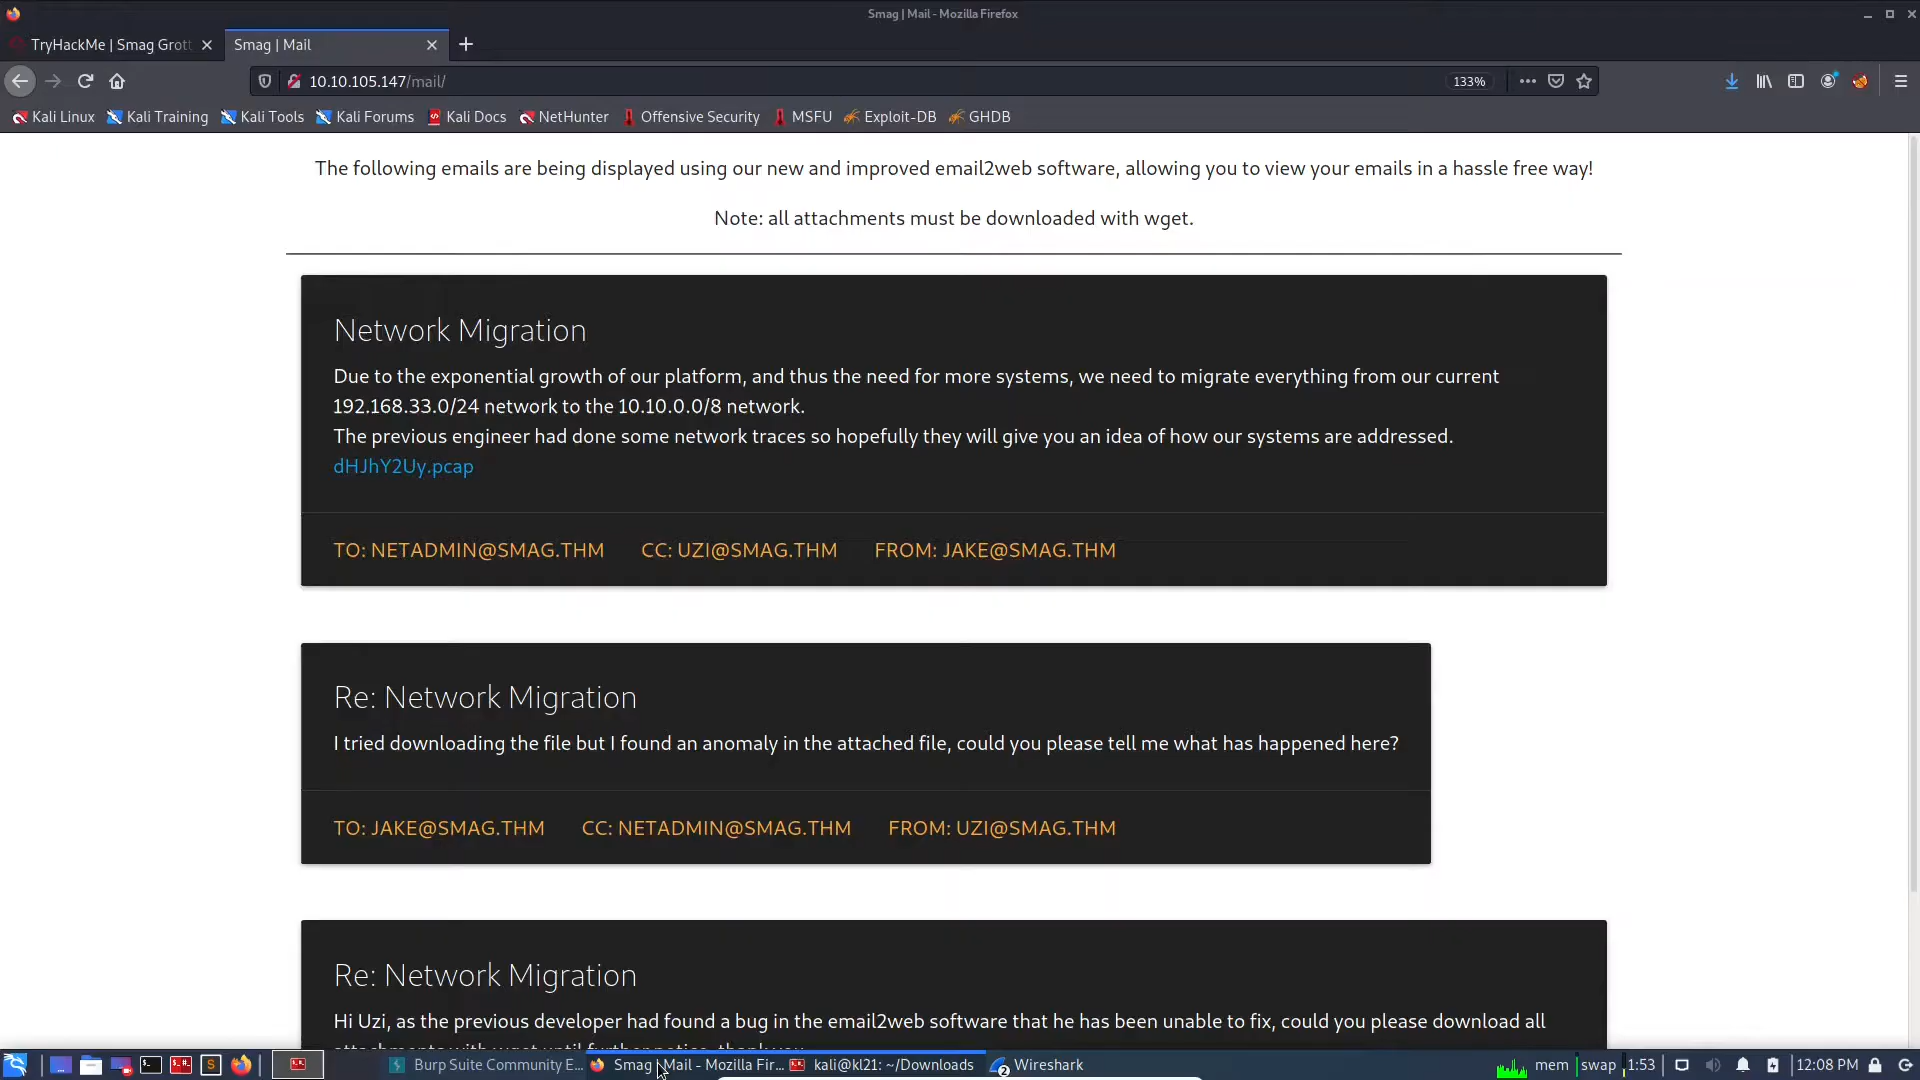 Smag | Mail - Mozilla Firefox
TryHackMe | Smag Grott
Smag | Mail
10.10.105.147/mail/
133%
Kali Linux
Kali Training
Kali Tools
Kali Forums
Kali Docs
NetHunter
Offensive Security
MSFU
Exploit-DB
GHDB
The following emails are being displayed using our new and improved email2web software, allowing you to view your emails in a hassle free way!
Note: all attachments must be downloaded with wget.
Network Migration
Due to the exponential growth of our platform, and thus the need for more systems, we need to migrate everything from our current
192.168.33.0/24 network to the 10.10.0.0/8 network.
The previous engineer had done some network traces so hopefully they will give you an idea of how our systems are addressed.
dHJhY2Uy.pcap
TO: NETADMIN@SMAG.THM CC: UZI@SMAG.THM FROM: JAKE@SMAG.THM
Re: Network Migration
I tried downloading the file but I found an anomaly in the attached file, could you please tell me what has happened here?
TO: JAKE@SMAG.THM CC: NETADMIN@SMAG.THM FROM: UZI@SMAG.THM
Re: Network Migration
Hi Uzi, as the previous developer had found a bug in the email2web software that he has been unable to fix, could you please download all
attachments with wget until further notice, thank you.
Burp Suite Community E...
Smag | Mail - Mozilla Fir...
kali@kl21: ~/Downloads
2
Wireshark
mem
swap
1:53
12:08 PM